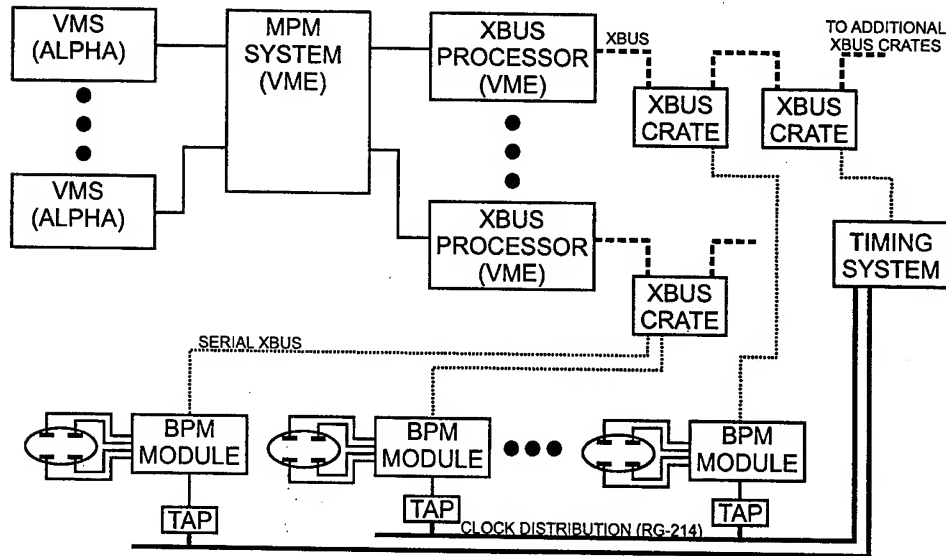 VMS
(ALPHA)
MPM
SYSTEM
(VME)
XBUS
PROCESSOR
(VME)
XBUS
TO ADDITIONAL
XBUS CRATES
XBUS
CRATE
XBUS
CRATE
VMS
(ALPHA)
XBUS
PROCESSOR
(VME)
TIMING
SYSTEM
XBUS
CRATE
SERIAL XBUS
BPM
MODULE
BPM
MODULE
BPM
MODULE
TAP
TAP
TAP
CLOCK DISTRIBUTION (RG-214)